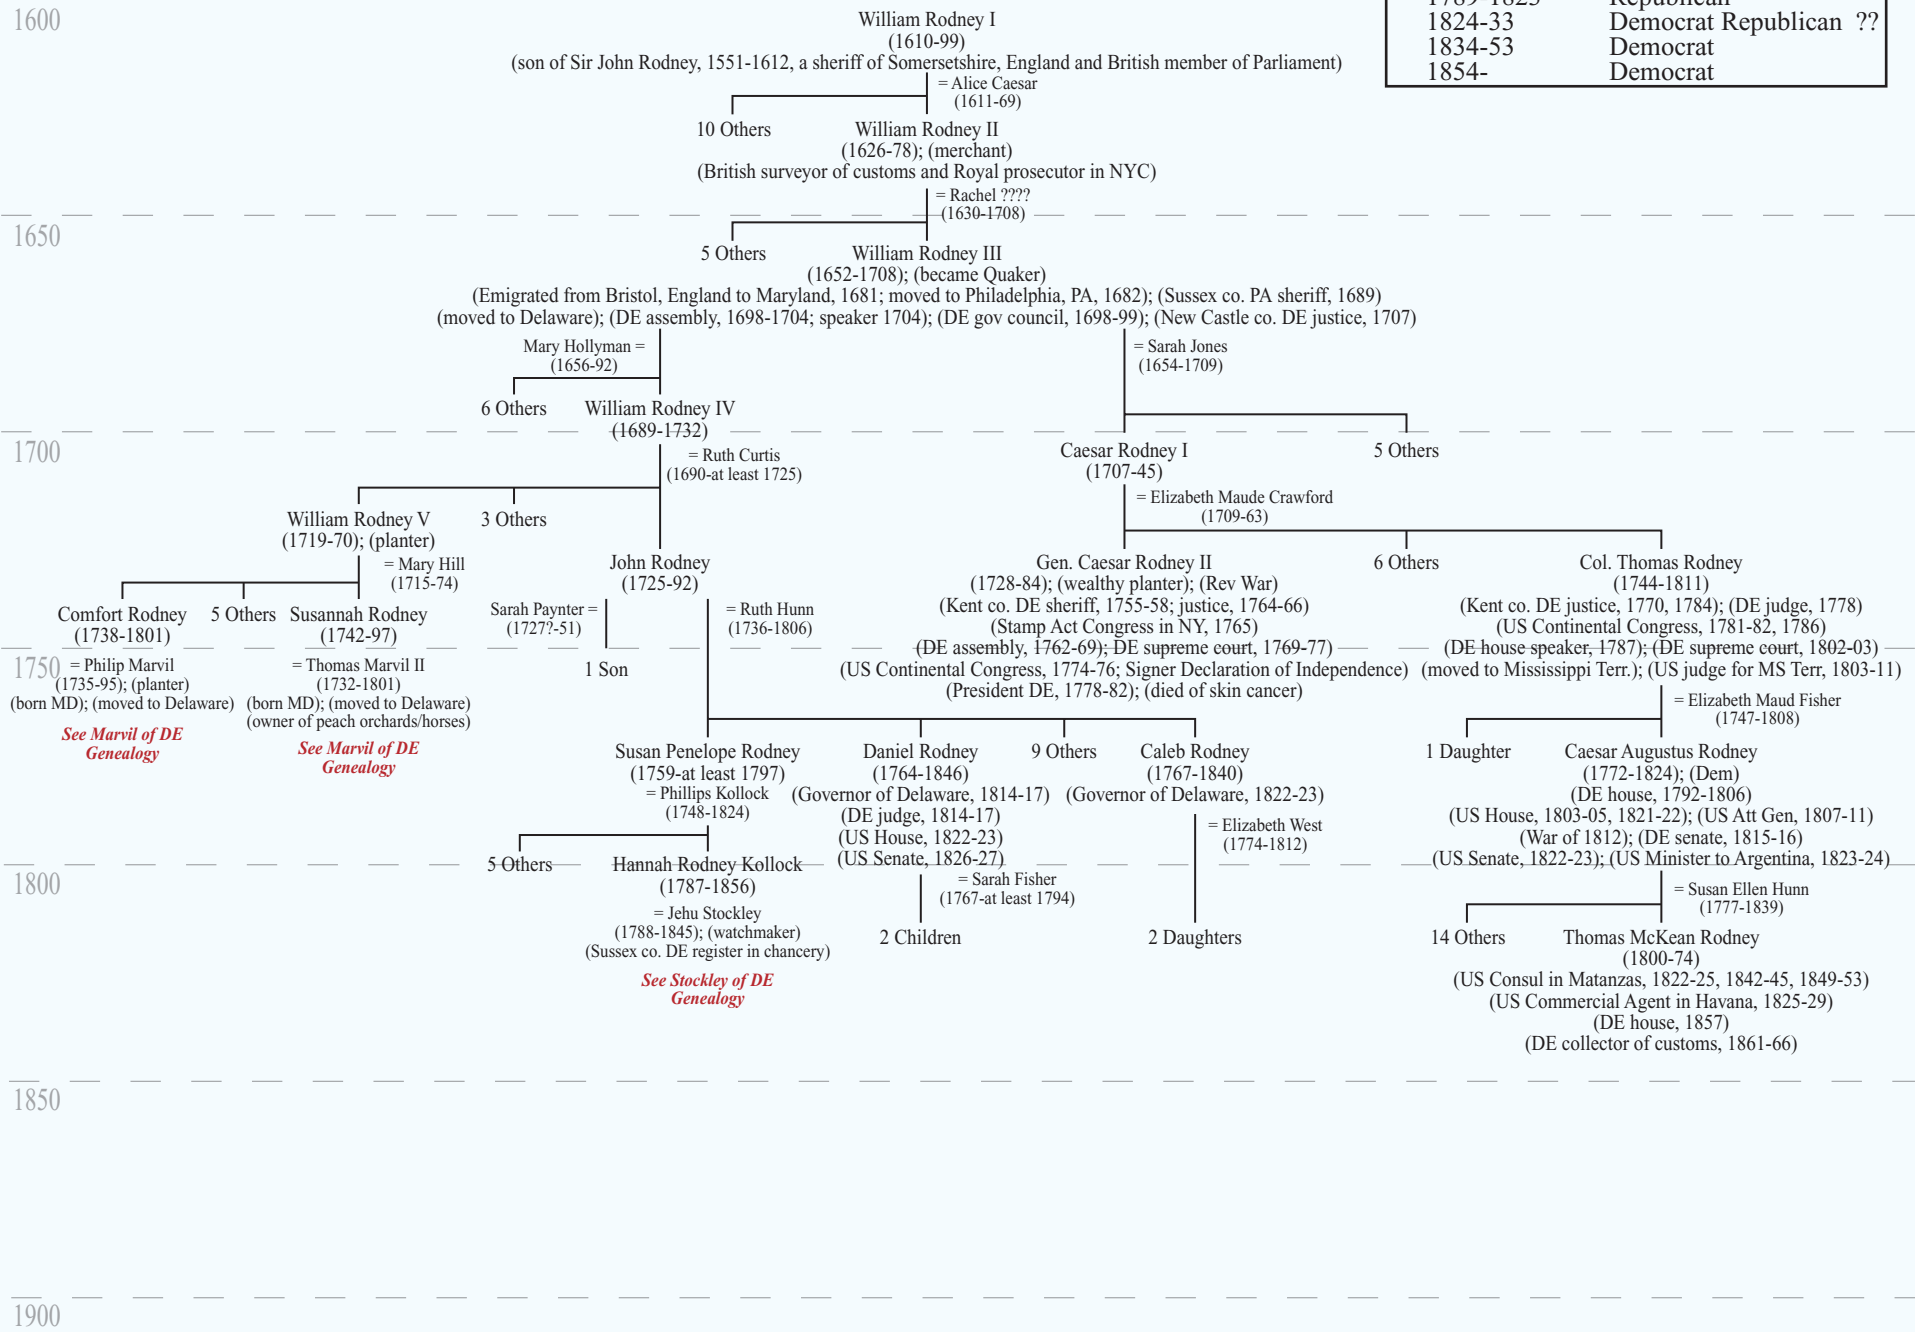 1600
William Rodney I
(1610-99)
(son of Sir John Rodney, 1551-1612, a sheriff of Somersetshire, England and British member of Parliament)
1789-1823 Republican
1824-33 Democrat Republican ??
1834-53 Democrat
1854- Democrat
= Alice Caesar
(1611-69)
10 Others
William Rodney II
(1626-78); (merchant)
(British surveyor of customs and Royal prosecutor in NYC)
= Rachel ????
(1630-1708)
1650
5 Others
William Rodney III
(1652-1708); (became Quaker)
(Emigrated from Bristol, England to Maryland, 1681; moved to Philadelphia, PA, 1682); (Sussex co. PA sheriff, 1689)
(moved to Delaware); (DE assembly, 1698-1704; speaker 1704); (DE gov council, 1698-99); (New Castle co. DE justice, 1707)
Mary Hollyman =
(1656-92)
= Sarah Jones
(1654-1709)
6 Others
William Rodney IV
(1689-1732)
1700
= Ruth Curtis
(1690-at least 1725)
Caesar Rodney I
(1707-45)
5 Others
= Elizabeth Maude Crawford
(1709-63)
William Rodney V
(1719-70); (planter)
3 Others
= Mary Hill
(1715-74)
John Rodney
(1725-92)
Gen. Caesar Rodney II
(1728-84); (wealthy planter); (Rev War)
(Kent co. DE sheriff, 1755-58; justice, 1764-66)
(Stamp Act Congress in NY, 1765)
(DE assembly, 1762-69); DE supreme court, 1769-77)
(US Continental Congress, 1774-76; Signer Declaration of Independence)
(President DE, 1778-82); (died of skin cancer)
6 Others
Col. Thomas Rodney
(1744-1811)
(Kent co. DE justice, 1770, 1784); (DE judge, 1778)
(US Continental Congress, 1781-82, 1786)
(DE house speaker, 1787); (DE supreme court, 1802-03)
(moved to Mississippi Terr.); (US judge for MS Terr, 1803-11)
Comfort Rodney
(1738-1801)
5 Others
Susannah Rodney
(1742-97)
Sarah Paynter =
(1727?-51)
= Ruth Hunn
(1736-1806)
1750
= Philip Marvil
(1735-95); (planter)
(born MD); (moved to Delaware)
See Marvil of DE
Genealogy
= Thomas Marvil II
(1732-1801)
(born MD); (moved to Delaware)
(owner of peach orchards/horses)
See Marvil of DE
Genealogy
1 Son
= Elizabeth Maud Fisher
(1747-1808)
Susan Penelope Rodney
(1759-at least 1797)
= Phillips Kollock
(1748-1824)
Daniel Rodney
(1764-1846)
(Governor of Delaware, 1814-17)
(DE judge, 1814-17)
(US House, 1822-23)
(US Senate, 1826-27)
9 Others
Caleb Rodney
(1767-1840)
(Governor of Delaware, 1822-23)
= Elizabeth West
(1774-1812)
1 Daughter
Caesar Augustus Rodney
(1772-1824); (Dem)
(DE house, 1792-1806)
(US House, 1803-05, 1821-22); (US Att Gen, 1807-11)
(War of 1812); (DE senate, 1815-16)
(US Senate, 1822-23); (US Minister to Argentina, 1823-24)
5 Others
Hannah Rodney Kollock
(1787-1856)
1800
= Sarah Fisher
(1767-at least 1794)
= Susan Ellen Hunn
(1777-1839)
= Jehu Stockley
(1788-1845); (watchmaker)
(Sussex co. DE register in chancery)
See Stockley of DE
Genealogy
2 Children
2 Daughters
14 Others
Thomas McKean Rodney
(1800-74)
(US Consul in Matanzas, 1822-25, 1842-45, 1849-53)
(US Commercial Agent in Havana, 1825-29)
(DE house, 1857)
(DE collector of customs, 1861-66)
1850
1900